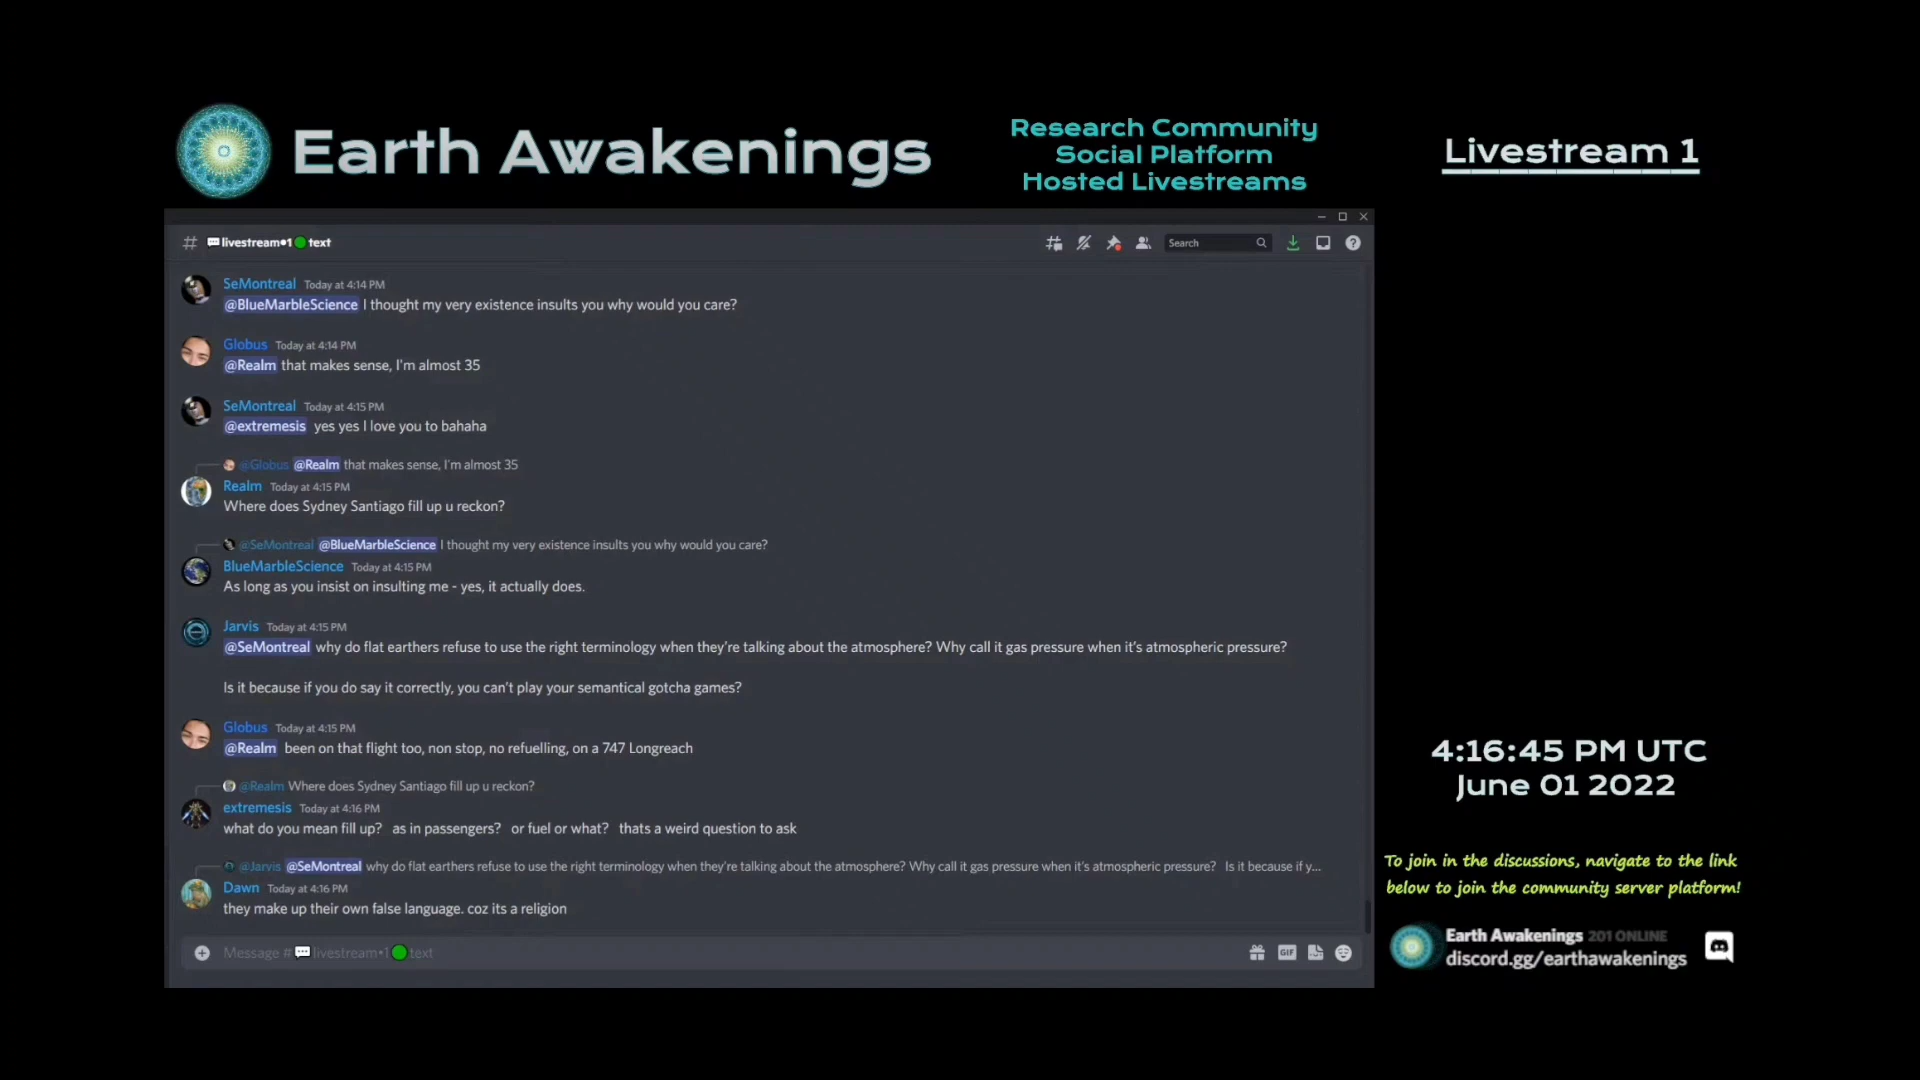 Earth Awakenings
Research Community
Social Platform
Hosted Livestreams
Livestream 1
# livestream•1 text
Search
SeMontreal Today at 4:14 PM
@BlueMarbleScience I thought my very existence insults you why would you care?
Globus Today at 4:14 PM
@Realm that makes sense, I'm almost 35
SeMontreal Today at 4:15 PM
@extremesis yes yes I love you to bahaha
@Globus @Realm that makes sense, I'm almost 35
Realm Today at 4:15 PM
Where does Sydney Santiago fill up u reckon?
@SeMontreal @BlueMarbleScience I thought my very existence insults you why would you care?
BlueMarbleScience Today at 4:15 PM
As long as you insist on insulting me - yes, it actually does.
Jarvis Today at 4:15 PM
@SeMontreal why do flat earthers refuse to use the right terminology when they're talking about the atmosphere? Why call it gas pressure when it's atmospheric pressure?
Is it because if you do say it correctly, you can't play your semantical gotcha games?
Globus Today at 4:15 PM
@Realm been on that flight too, non stop, no refuelling, on a 747 Longreach
@Realm Where does Sydney Santiago fill up u reckon?
extremesis Today at 4:16 PM
what do you mean fill up? as in passengers? or fuel or what? thats a weird question to ask
@Jarvis @SeMontreal why do flat earthers refuse to use the right terminology when they're talking about the atmosphere? Why call it gas pressure when it's atmospheric pressure? Is it because if y...
Dawn Today at 4:16 PM
they make up their own false language. coz its a religion
Message # livestream•1 text
GIF
4:16:45 PM UTC
June 01 2022
To join in the discussions, navigate to the link
below to join the community server platform!
Earth Awakenings 201 ONLINE
discord.gg/earthawakenings